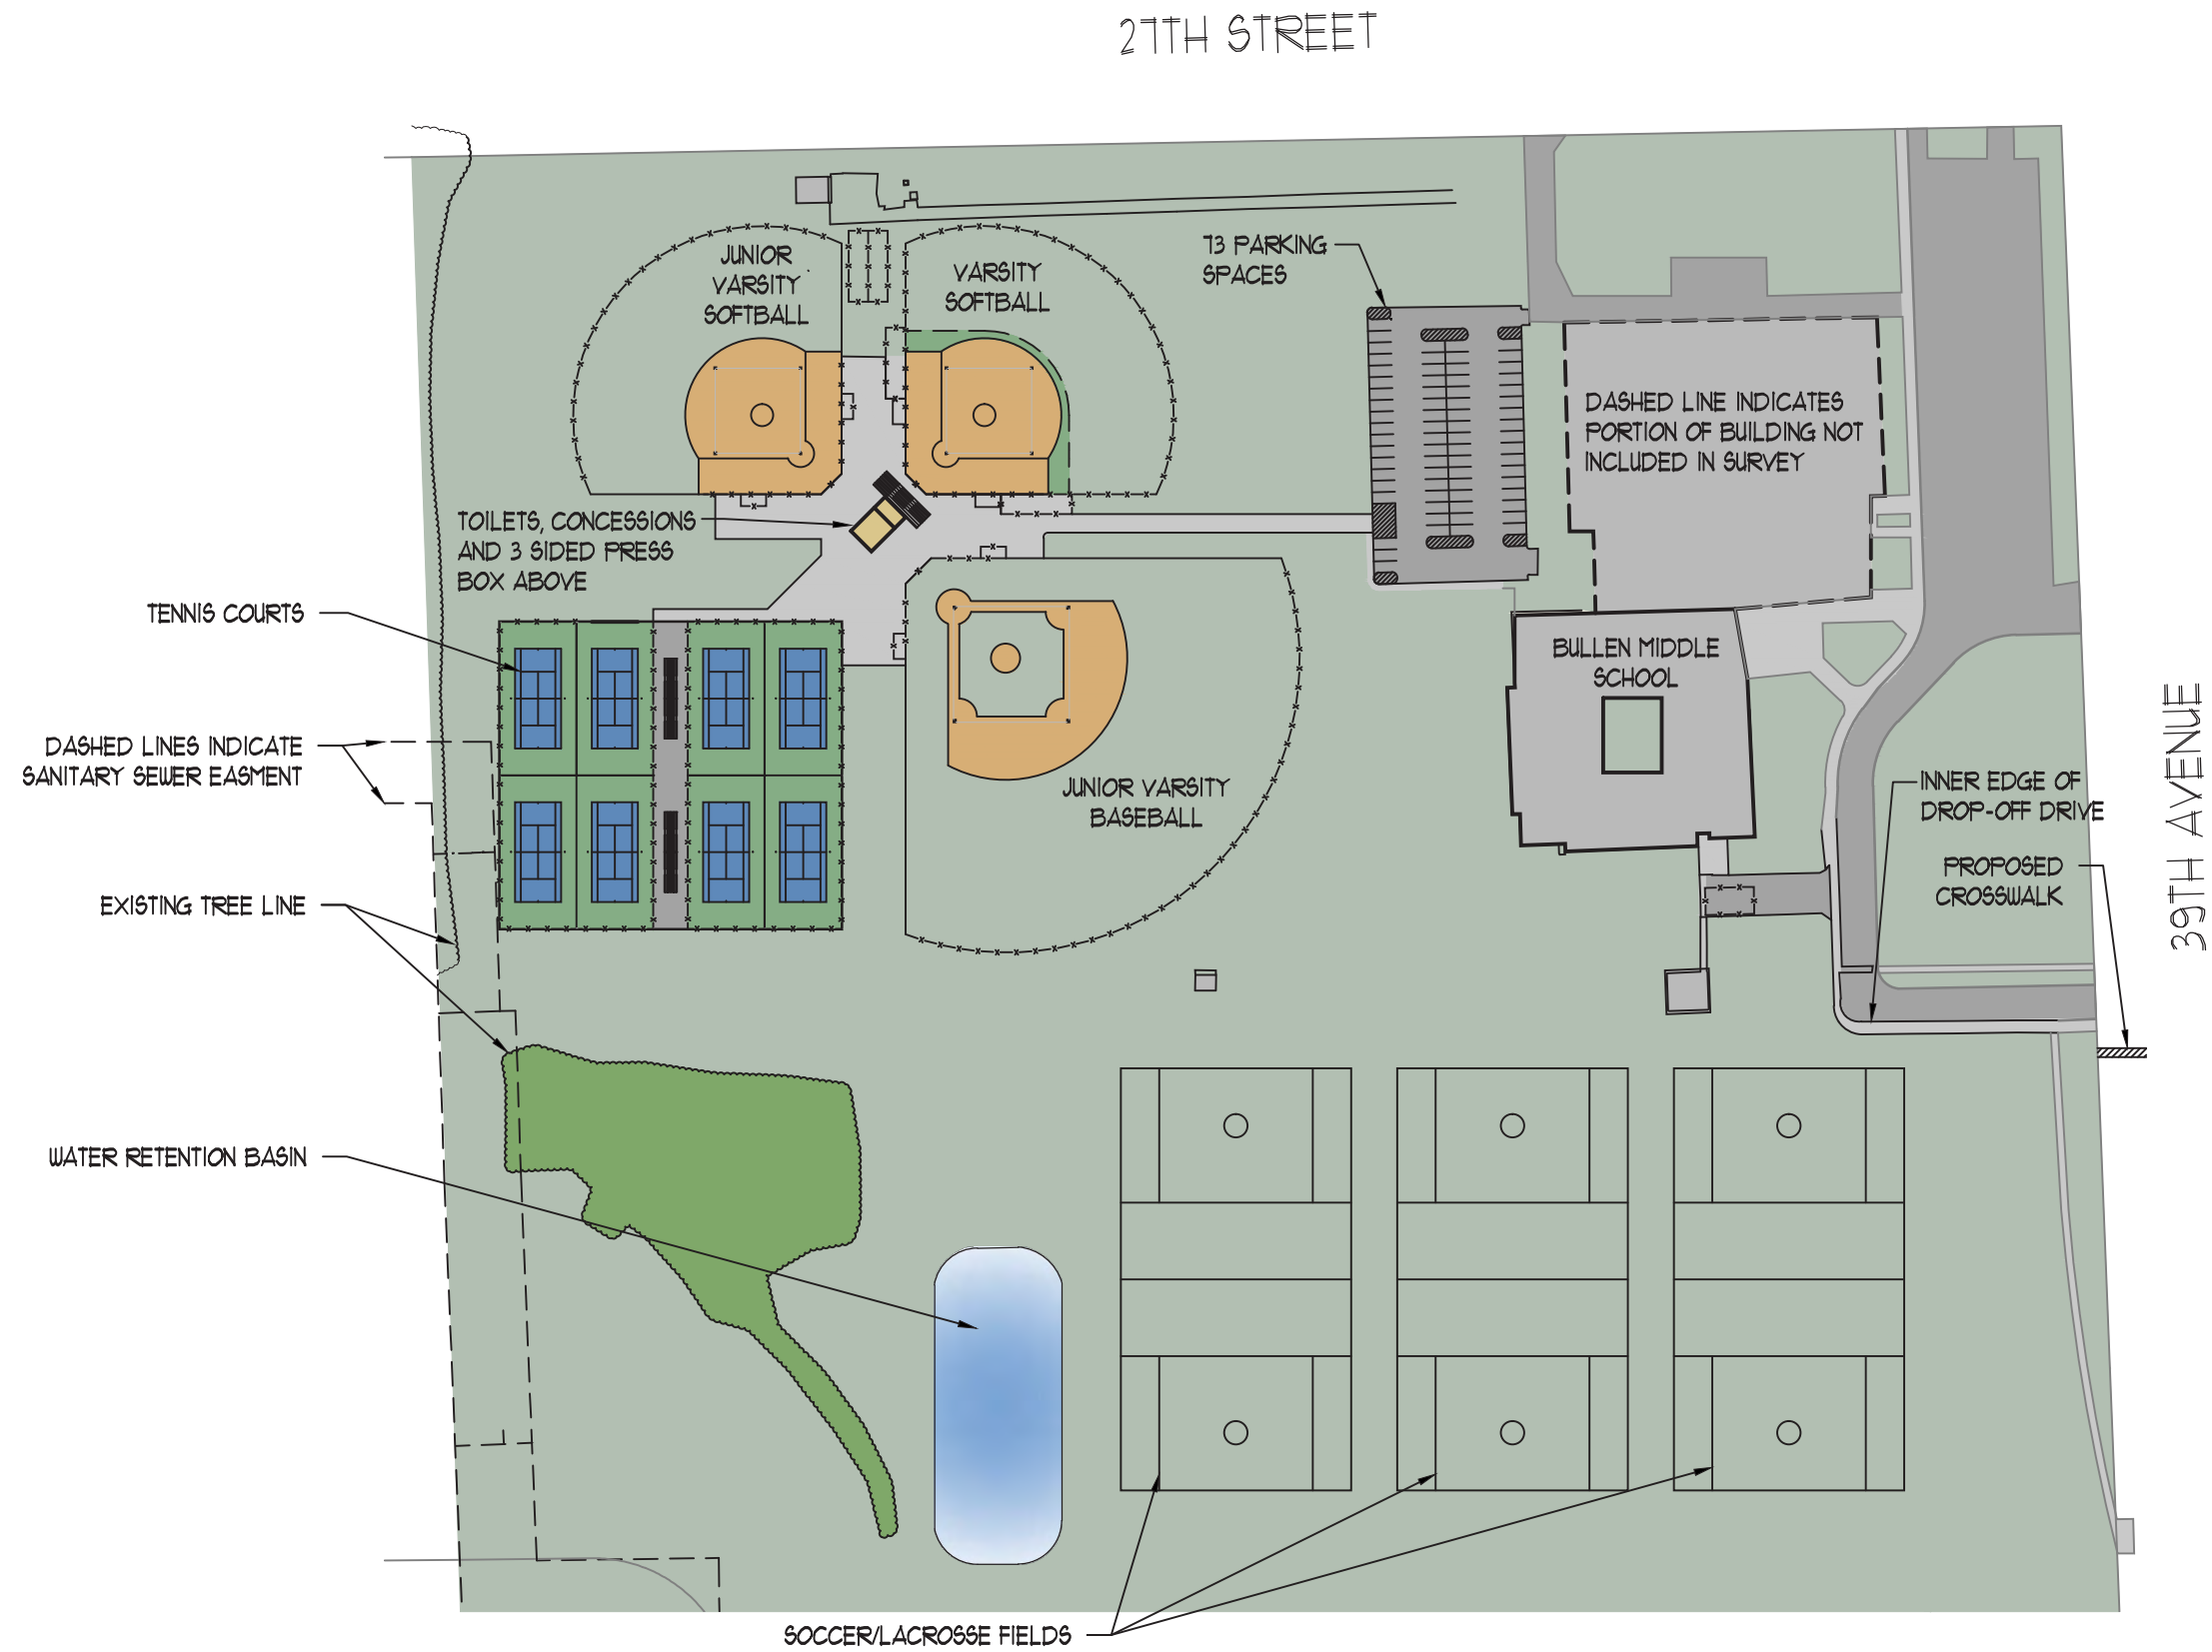 27TH STREET
JUNIOR
VARSITY
SOFTBALL
VARSITY
SOFTBALL
73 PARKING
SPACES
DASHED LINE INDICATES
PORTION OF BUILDING NOT
INCLUDED IN SURVEY
TOILETS, CONCESSIONS
AND 3 SIDED PRESS
BOX ABOVE
TENNIS COURTS
BULLEN MIDDLE
SCHOOL
DASHED LINES INDICATE
SANITARY SEWER EASMENT
JUNIOR VARSITY
BASEBALL
INNER EDGE OF
DROP-OFF DRIVE
39TH AVENUE
PROPOSED
CROSSWALK
EXISTING TREE LINE
WATER RETENTION BASIN
SOCCER/LACROSSE FIELDS